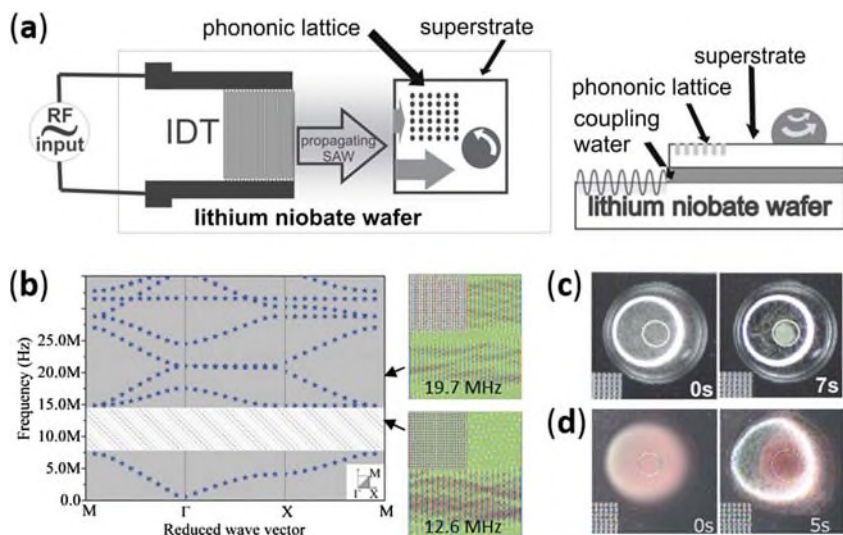 (a)
phononic lattice
superstrate
RF
input
IDT
propagating
SAW
lithium niobate wafer
superstrate
phononic lattice
coupling
water
lithium niobate wafer
(b)
Frequency (Hz)
25.0M
20.0M
15.0M
10.0M
5.0M
0.0
M
Γ
X
M
Reduced wave vector
M
Γ X
19.7 MHz
12.6 MHz
(c)
0s
7s
(d)
0s
5s